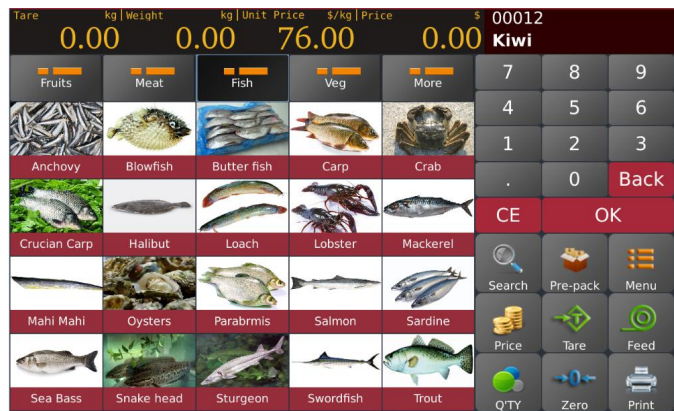 Tare kg Weight kg Unit Price $/kg Price $
0.00 0.00 76.00 0.00
00012
Kiwi
Fruits Meat Fish Veg More
Anchovy Blowfish Butter fish Carp Crab
Crucian Carp Halibut Loach Lobster Mackerel
Mahi Mahi Oysters Parabrmis Salmon Sardine
Sea Bass Snake head Sturgeon Swordfish Trout
7 8 9
4 5 6
1 2 3
. 0 Back
CE OK
Search Pre-pack Menu
Price Tare Feed
Q'TY Zero Print